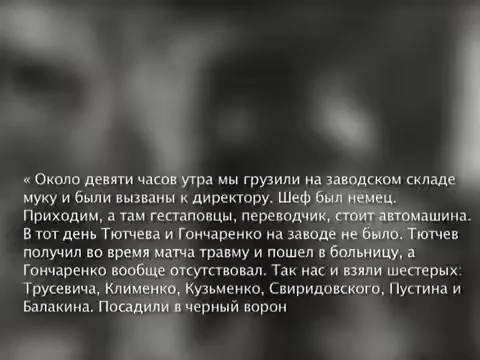 « Около девяти часов утра мы грузили на заводском складе
муку и были вызваны к директору. Шеф был немец.
Приходим, а там гестаповцы, переводчик, стоит автомашина.
В тот день Тютчева и Гончаренко на заводе не было. Тютчев
получил во время матча травму и пошел в больницу, а
Гончаренко вообще отсутствовал. Так нас и взяли шестерых:
Трусевича, Клименко, Кузьменко, Свиридовского, Пустина и
Балакина. Посадили в черный ворон